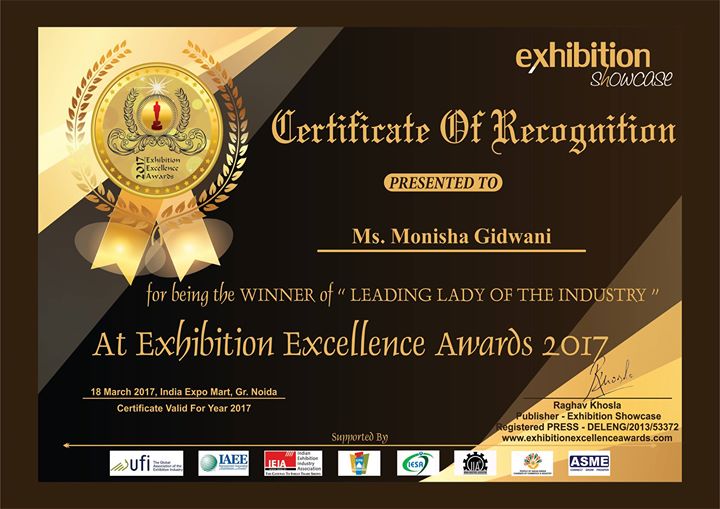 exhibition
showcase
2017 Exhibition
Excellence
Awards
Certificate Of Recognition
PRESENTED TO
Ms. Monisha Gidwani
for being the WINNER of “ LEADING LADY OF THE INDUSTRY ”
At Exhibition Excellence Awards 2017
18 March 2017, India Expo Mart, Gr. Noida
Certificate Valid For Year 2017
Khosla
Raghav Khosla
Publisher - Exhibition Showcase
Registered PRESS - DELENG/2013/53372
www.exhibitionexcellenceawards.com
Supported By
ufi The Global Association of the Exhibition Industry
IAEE
IEIA Indian Exhibition Industry Association
IESA
ASME